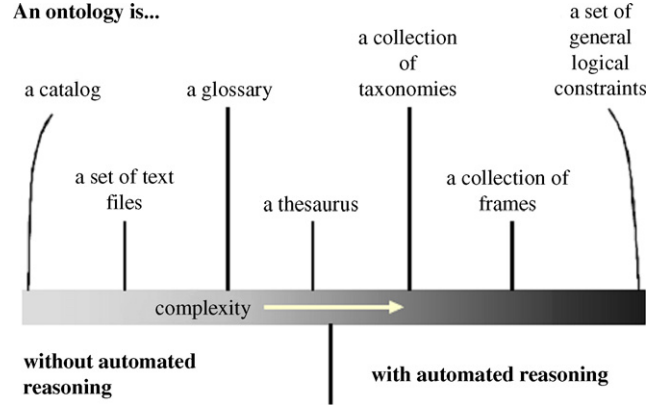 An ontology is...
a catalog
a set of text
files
a glossary
a thesaurus
a collection
of
taxonomies
a collection of
frames
a set of
general
logical
constraints
complexity
without automated
reasoning
with automated reasoning